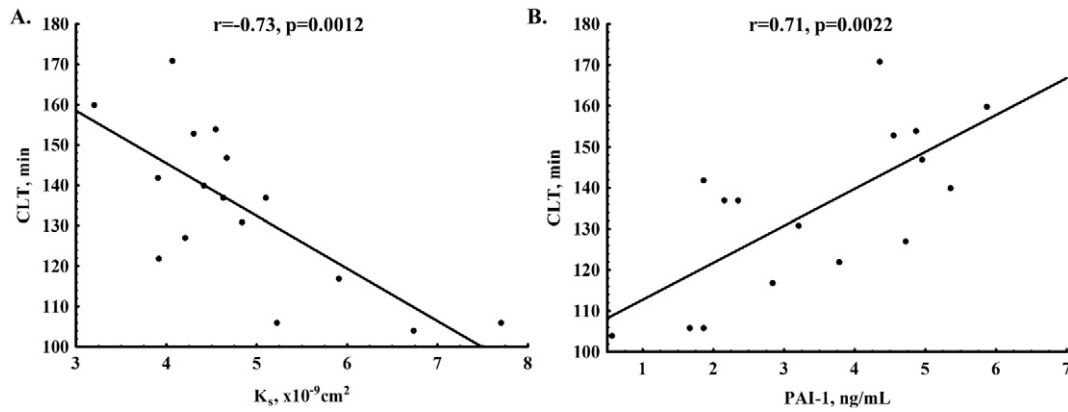 A.
r=-0.73, p=0.0012
180
170
160
150
140
130
120
110
100
CLT, min
3 4 5 6 7 8
Ks, x10-9cm2
B.
r=0.71, p=0.0022
180
170
160
150
140
130
120
110
100
CLT, min
1 2 3 4 5 6 7
PAI-1, ng/mL